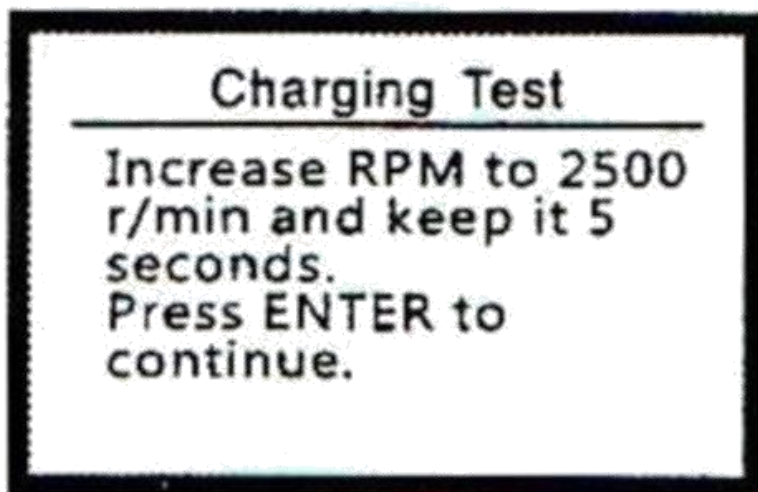 Charging Test
Increase RPM to 2500
r/min and keep it 5
seconds.
Press ENTER to
continue.